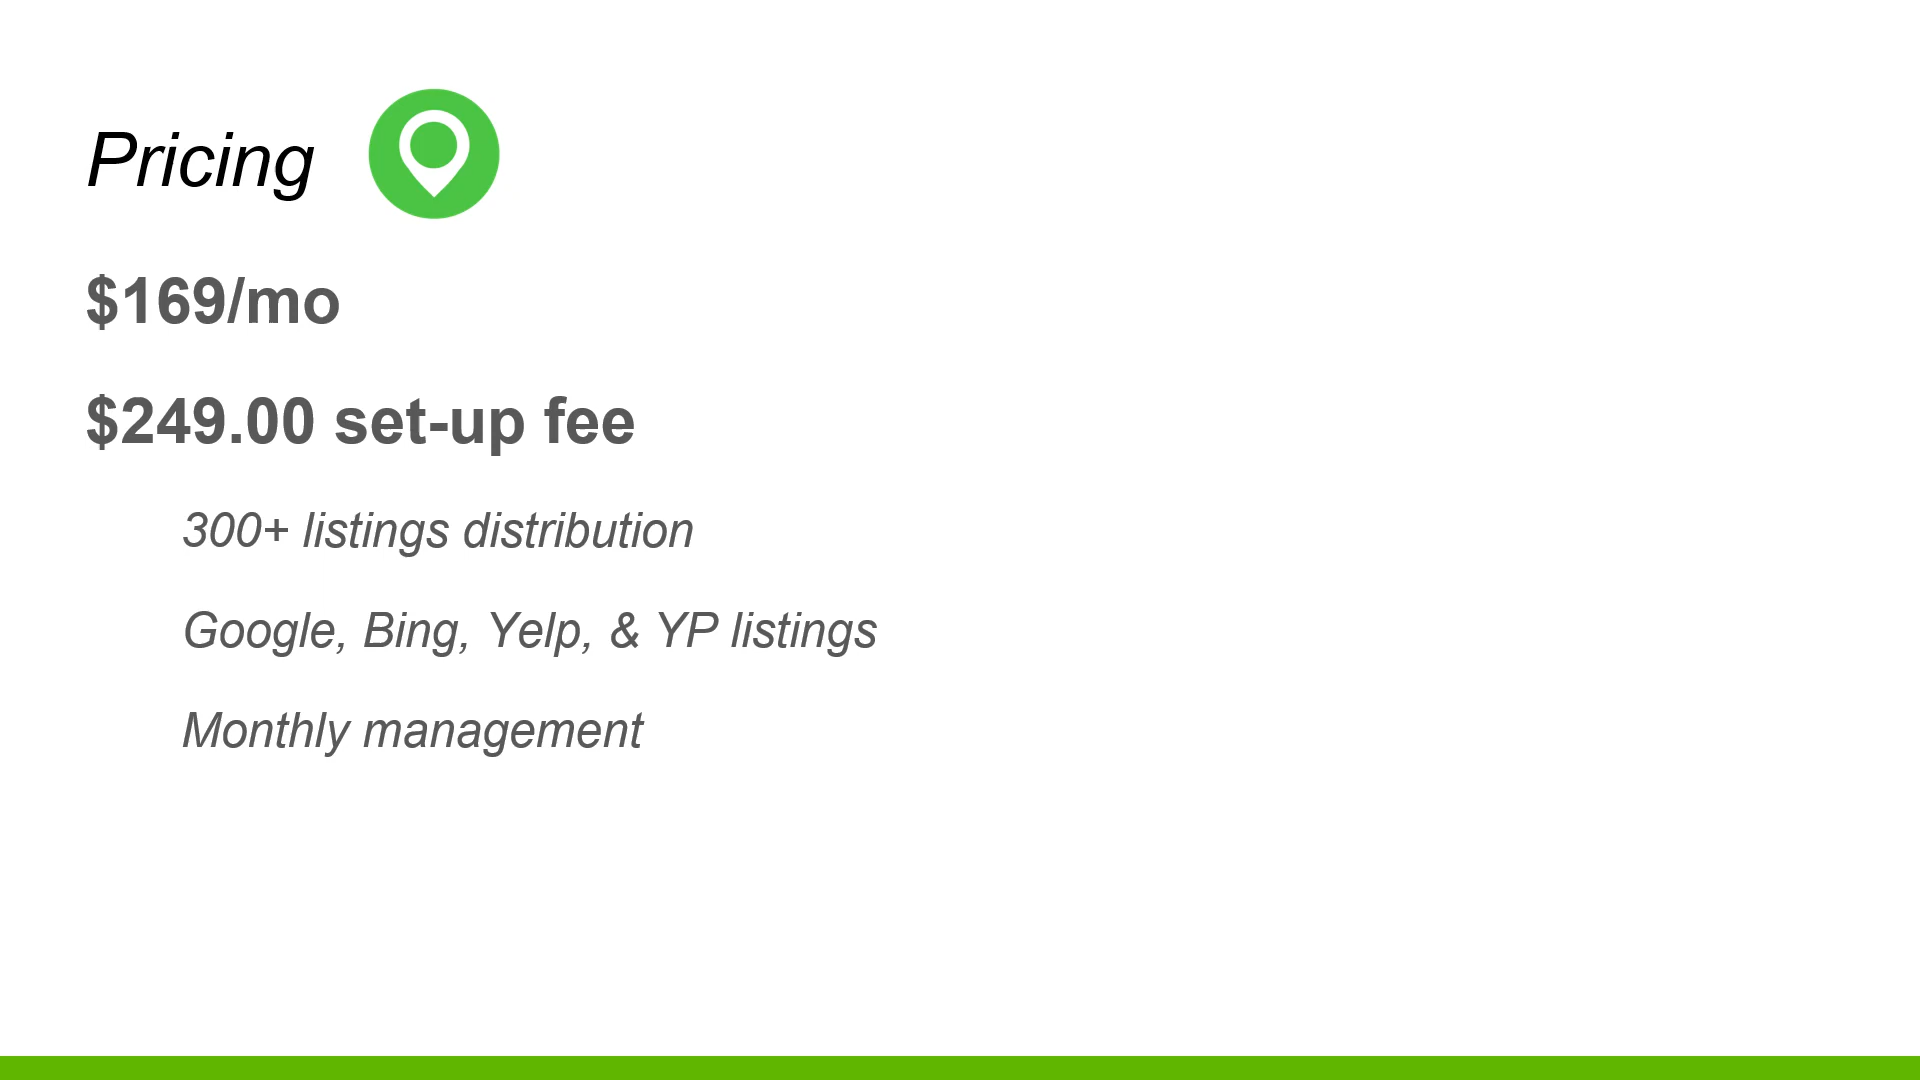 Pricing
$169/mo
$249.00 set-up fee
300+ listings distribution
Google, Bing, Yelp, & YP listings
Monthly management